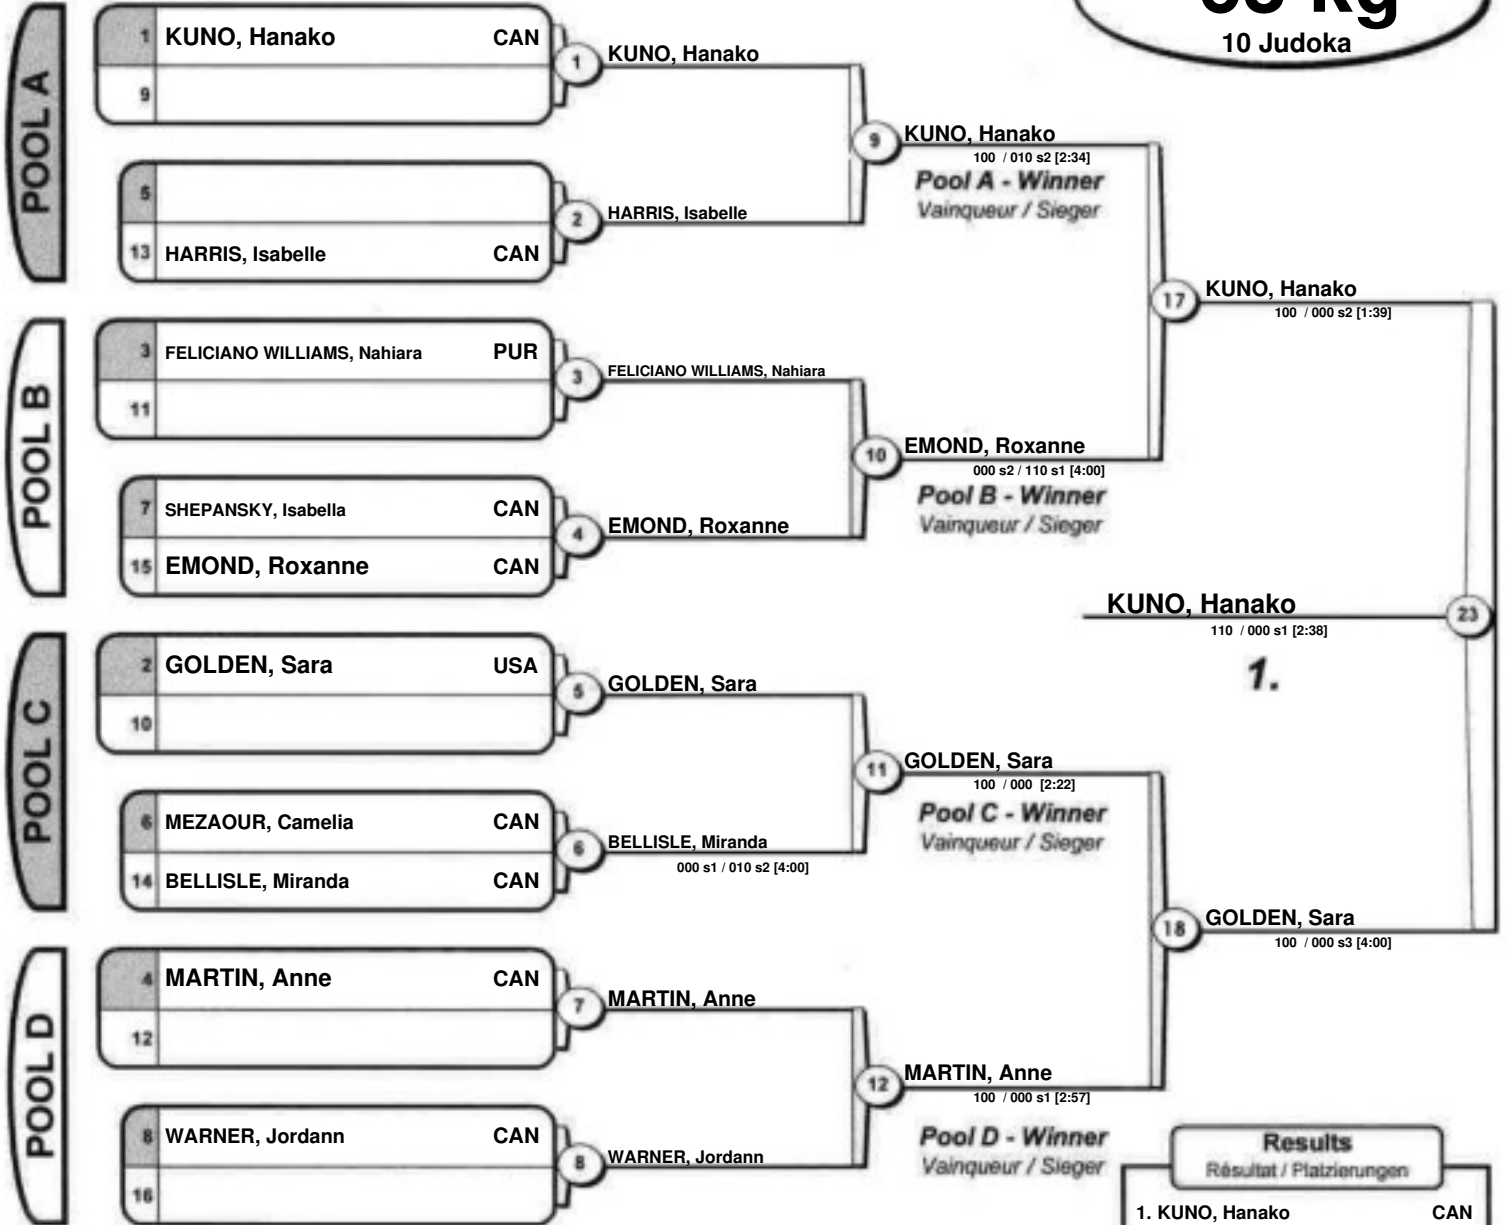 kg
10 Judoka
POOL A
1 KUNO, Hanako CAN
9
5
13 HARRIS, Isabelle CAN
1 KUNO, Hanako
2 HARRIS, Isabelle
9 KUNO, Hanako
100 / 010 s2 [2:34]
Pool A - Winner
Vainqueur / Sieger
POOL B
3 FELICIANO WILLIAMS, Nahiara PUR
11
7 SHEPANSKY, Isabella CAN
15 EMOND, Roxanne CAN
3 FELICIANO WILLIAMS, Nahiara
4 EMOND, Roxanne
10 EMOND, Roxanne
000 s2 / 110 s1 [4:00]
Pool B - Winner
Vainqueur / Sieger
17 KUNO, Hanako
100 / 000 s2 [1:39]
KUNO, Hanako 23
110 / 000 s1 [2:38]
1.
POOL C
2 GOLDEN, Sara USA
10
6 MEZAOUR, Camelia CAN
14 BELLISLE, Miranda CAN
5 GOLDEN, Sara
6 BELLISLE, Miranda
000 s1 / 010 s2 [4:00]
11 GOLDEN, Sara
100 / 000 [2:22]
Pool C - Winner
Vainqueur / Sieger
POOL D
4 MARTIN, Anne CAN
12
8 WARNER, Jordann CAN
16
7 MARTIN, Anne
8 WARNER, Jordann
12 MARTIN, Anne
100 / 000 s1 [2:57]
Pool D - Winner
Vainqueur / Sieger
18 GOLDEN, Sara
100 / 000 s3 [4:00]
Results
Résultat / Platzierungen
1. KUNO, Hanako CAN